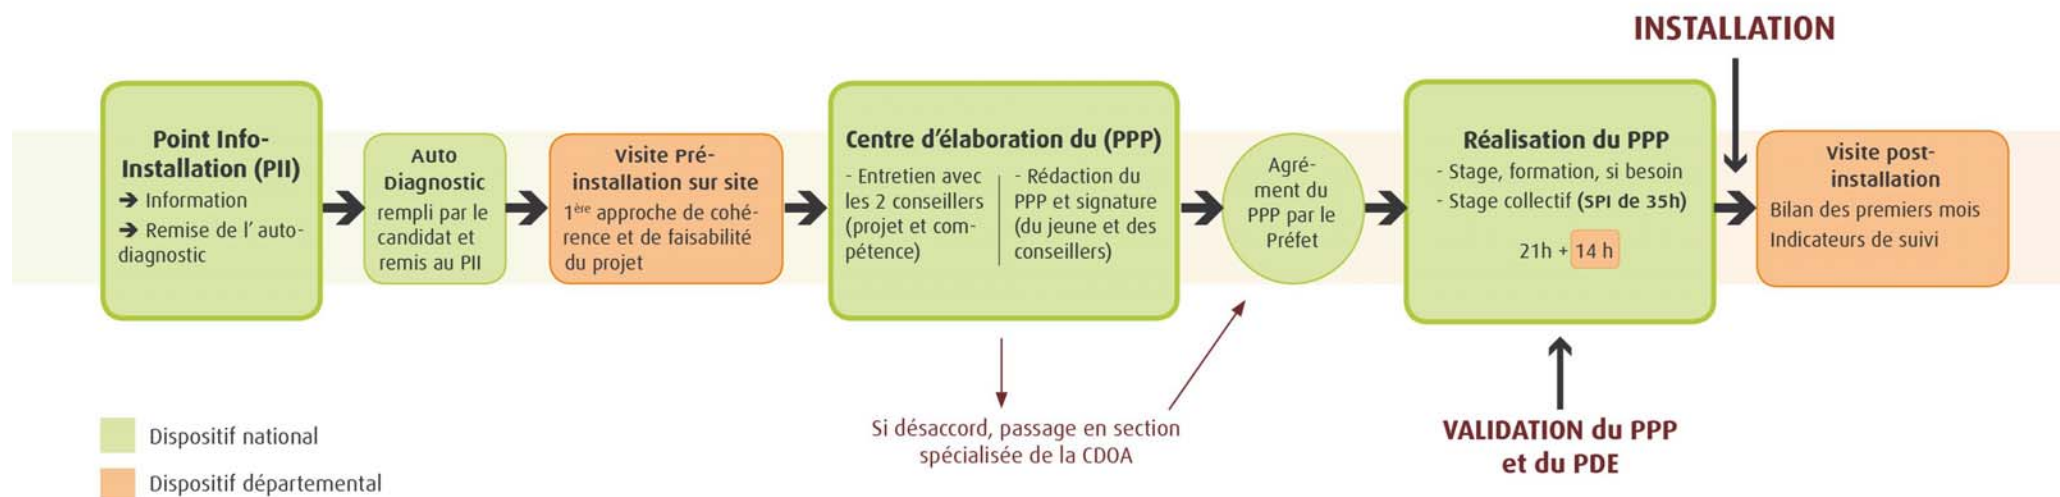 INSTALLATION
Point Info-
Installation (PII)
➔ Information
➔ Remise de l’ auto-
diagnostic
Auto
Diagnostic
rempli par le
candidat et
remis au PII
Visite Pré-
installation sur site
1ère approche de cohé-
rence et de faisabilité
du projet
Centre d’élaboration du (PPP)
- Entretien avec
les 2 conseillers
(projet et com-
pétence)
- Rédaction du
PPP et signature
(du jeune et des
conseillers)
Agré-
ment du
PPP par le
Préfet
Réalisation du PPP
- Stage, formation, si besoin
- Stage collectif (SPI de 35h)
21h + 14 h
Visite post-
installation
Bilan des premiers mois
Indicateurs de suivi
Si désaccord, passage en section
spécialisée de la CDOA
VALIDATION du PPP
et du PDE
Dispositif national
Dispositif départemental